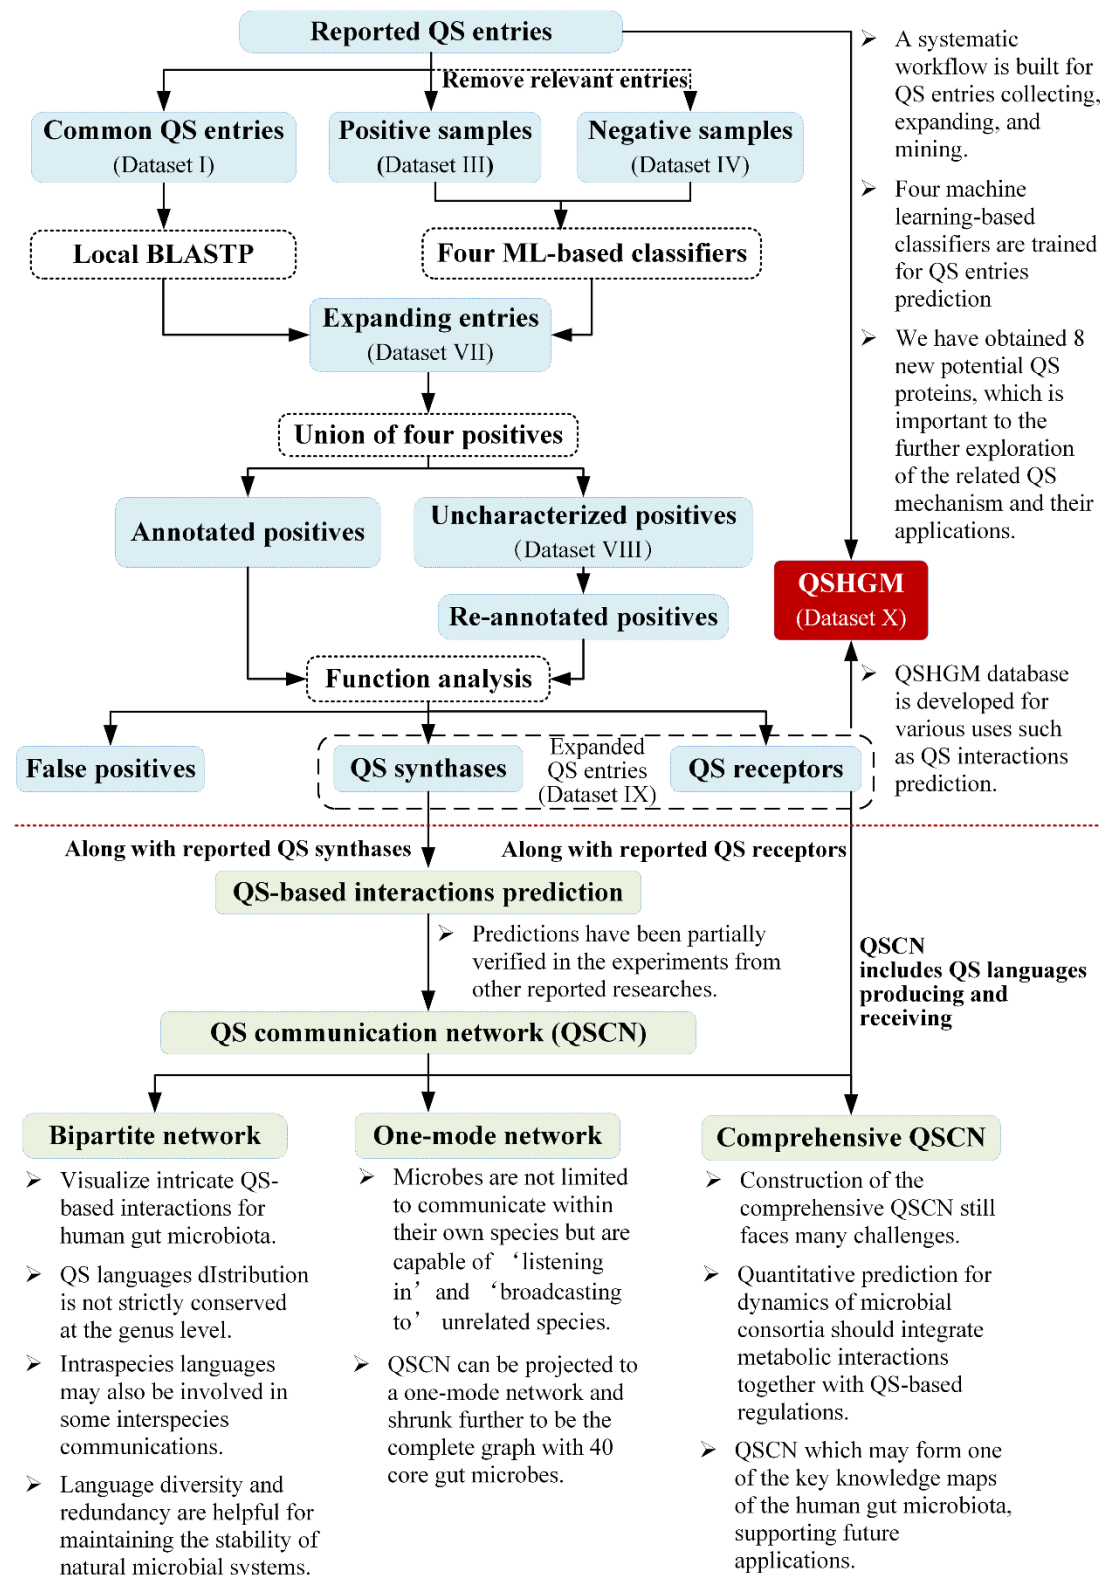 Reported QS entries
Remove relevant entries
Common QS entries
(Dataset I)
Positive samples
(Dataset III)
Negative samples
(Dataset IV)
Local BLASTP
Four ML-based classifiers
Expanding entries
(Dataset VII)
Union of four positives
Annotated positives
Uncharacterized positives
(Dataset VIII)
Re-annotated positives
Function analysis
False positives
QS synthases
Expanded
QS entries
(Dataset IX)
QS receptors
➢ A systematic
workflow is built for
QS entries collecting,
expanding, and
mining.
➢ Four machine
learning-based
classifiers are trained
for QS entries
prediction
➢ We have obtained 8
new potential QS
proteins, which is
important to the
further exploration
of the related QS
mechanism and their
applications.
QSHGM
(Dataset X)
➢ QSHGM database
is developed for
various uses such
as QS interactions
prediction.
Along with reported QS synthases
Along with reported QS receptors
QS-based interactions prediction
➢ Predictions have been partially
verified in the experiments from
other reported researches.
QSCN
includes QS languages
producing and
receiving
QS communication network (QSCN)
Bipartite network
➢ Visualize intricate QS-
based interactions for
human gut microbiota.
➢ QS languages dIstribution
is not strictly conserved
at the genus level.
➢ Intraspecies languages
may also be involved in
some interspecies
communications.
➢ Language diversity and
redundancy are helpful for
maintaining the stability of
natural microbial systems.
One-mode network
➢ Microbes are not limited
to communicate within
their own species but are
capable of ‘listening
in’ and ‘broadcasting
to’ unrelated species.
➢ QSCN can be projected to
a one-mode network and
shrunk further to be the
complete graph with 40
core gut microbes.
Comprehensive QSCN
➢ Construction of the
comprehensive QSCN still
faces many challenges.
➢ Quantitative prediction for
dynamics of microbial
consortia should integrate
metabolic interactions
together with QS-based
regulations.
➢ QSCN which may form one
of the key knowledge maps
of the human gut microbiota,
supporting future
applications.